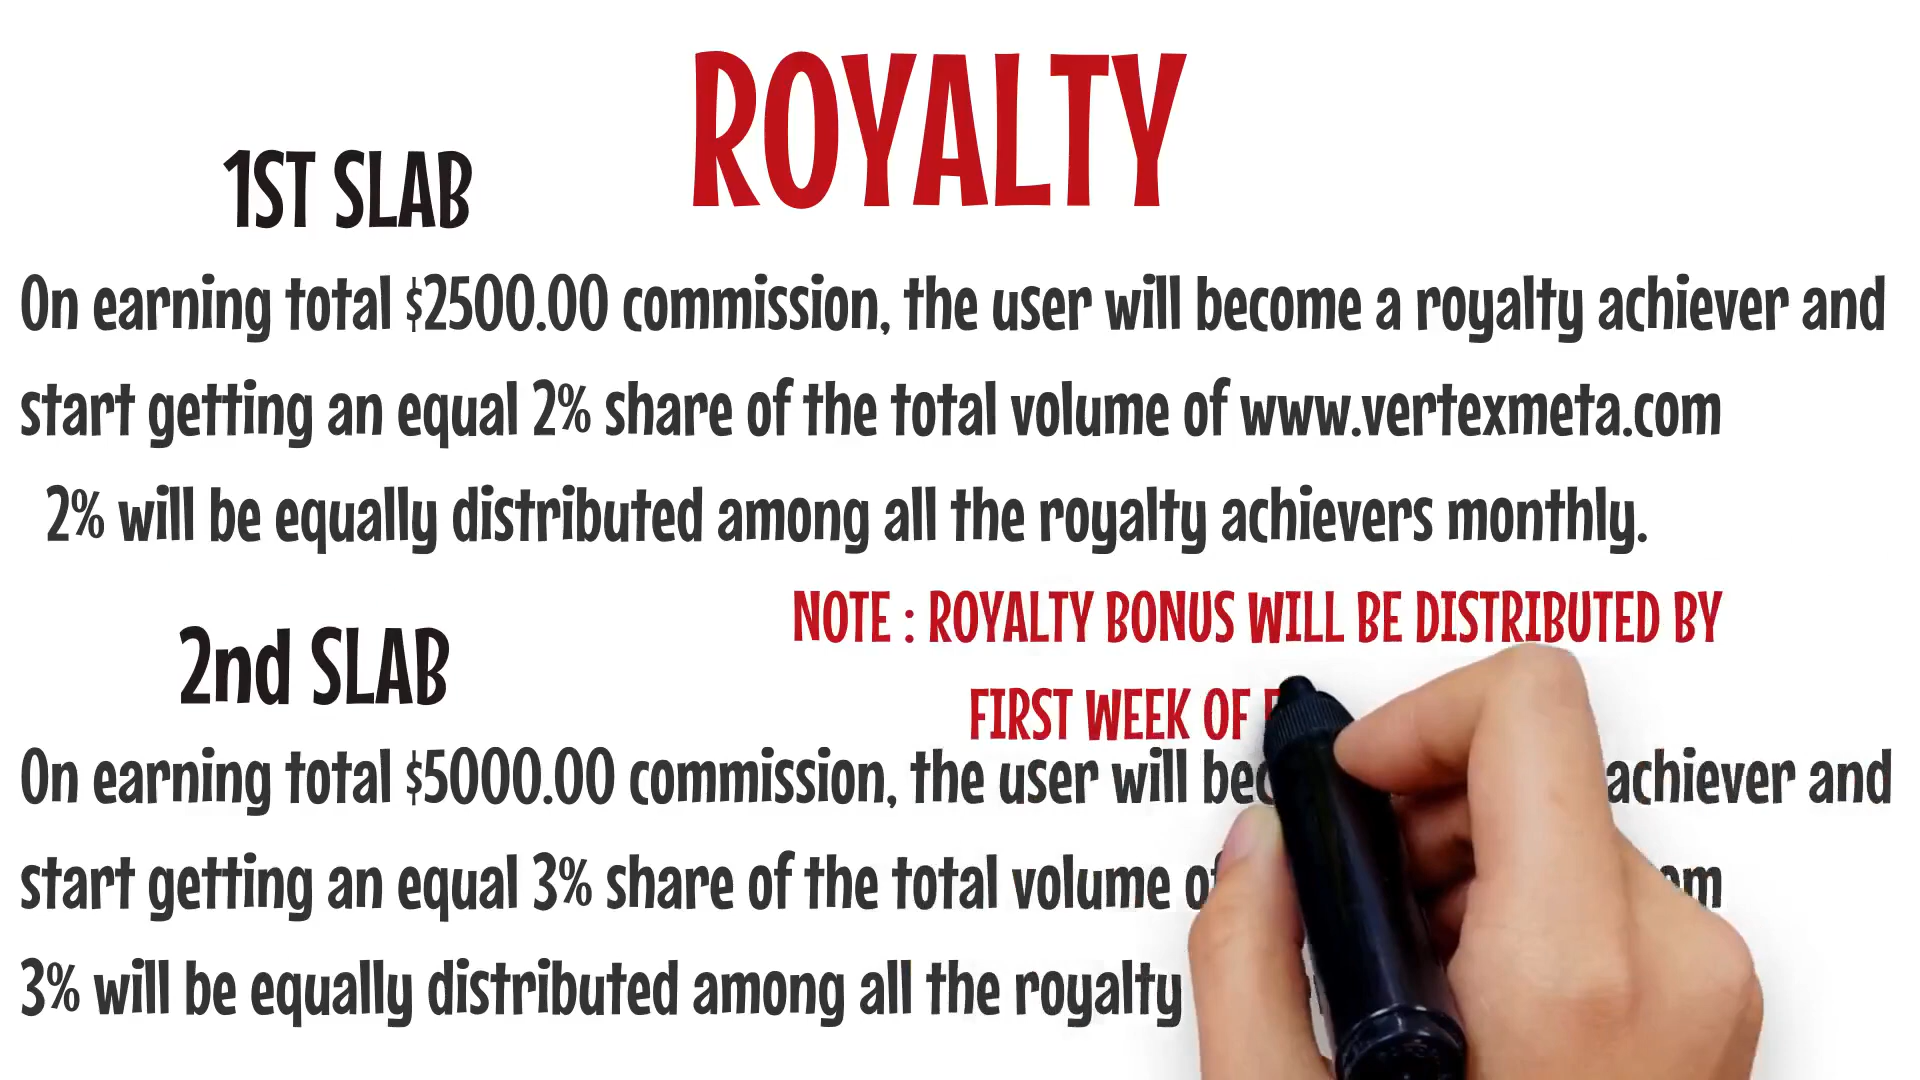 ROYALTY
1ST SLAB
On earning total $2500.00 commission, the user will become a royalty achiever and
start getting an equal 2% share of the total volume of www.vertexmeta.com
2% will be equally distributed among all the royalty achievers monthly.
NOTE : ROYALTY BONUS WILL BE DISTRIBUTED BY
FIRST WEEK OF
2nd SLAB
On earning total $5000.00 commission, the user will achiever and
start getting an equal 3% share of the total volume
3% will be equally distributed among all the royalty